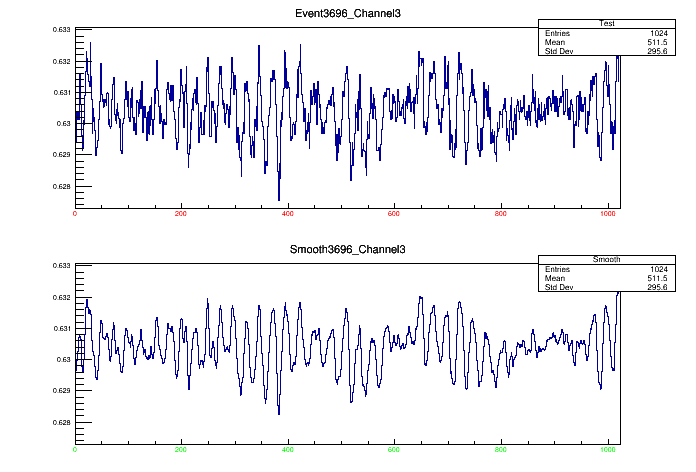 Event3696_Channel3
Test
Entries 1024
Mean 511.5
Std Dev 295.6
0.633
0.632
0.631
0.63
0.629
0.628
0 200 400 600 800 1000
Smooth3696_Channel3
Smooth
Entries 1024
Mean 511.5
Std Dev 295.6
0.633
0.632
0.631
0.63
0.629
0.628
0 200 400 600 800 1000